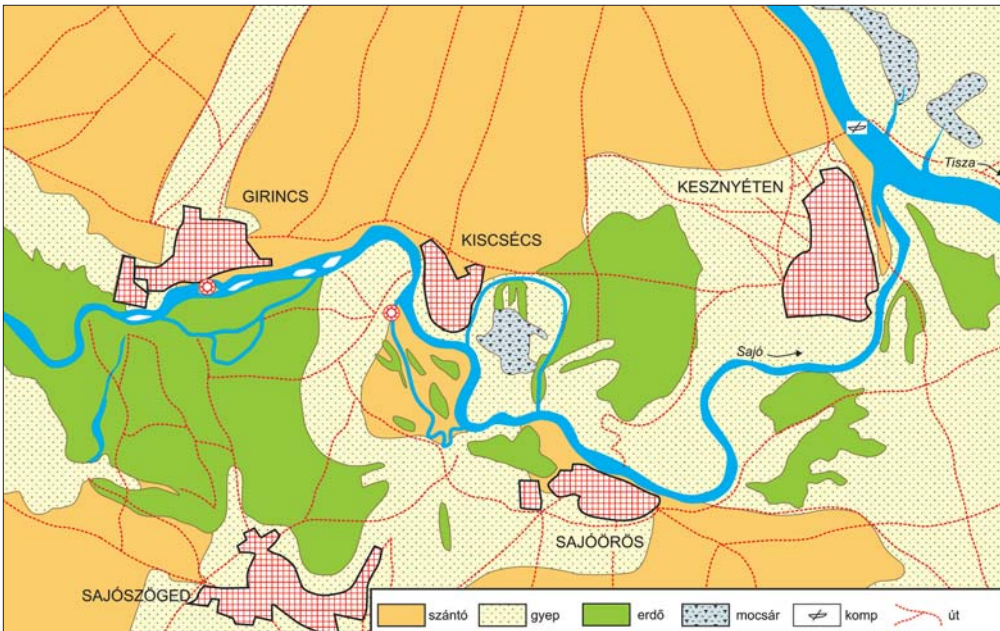 Tisza
KESZNYÉTEN
GIRINCS
KISCSÉCS
Sajó
SAJÓÖRÖS
SAJÓSZÖGED
szántó gyep erdő mocsár komp út